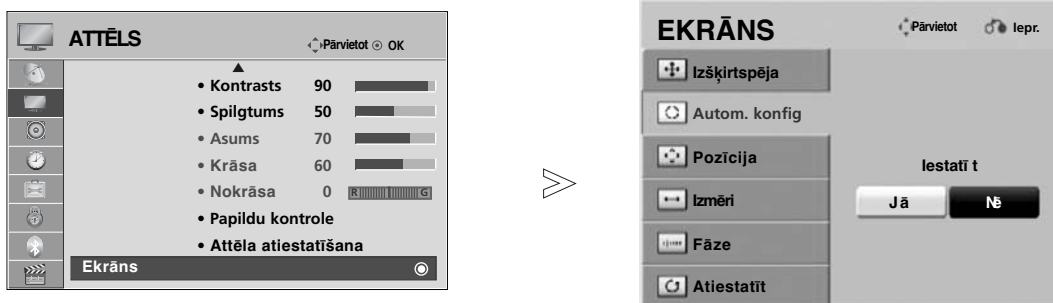 ATTĒLS
Pārvietot OK
• Kontrasts 90
• Spilgtums 50
• Asums 70
• Krāsa 60
• Nokrāsa 0 R G
• Papildu kontrole
• Attēla atiestatīšana
Ekrāns
EKRĀNS
Pārvietot Iepr.
Izšķirtspēja
Autom. konfig
Pozīcija
Izmēri
Fāze
Atiestatīt
Iestatī t
Jā Nē